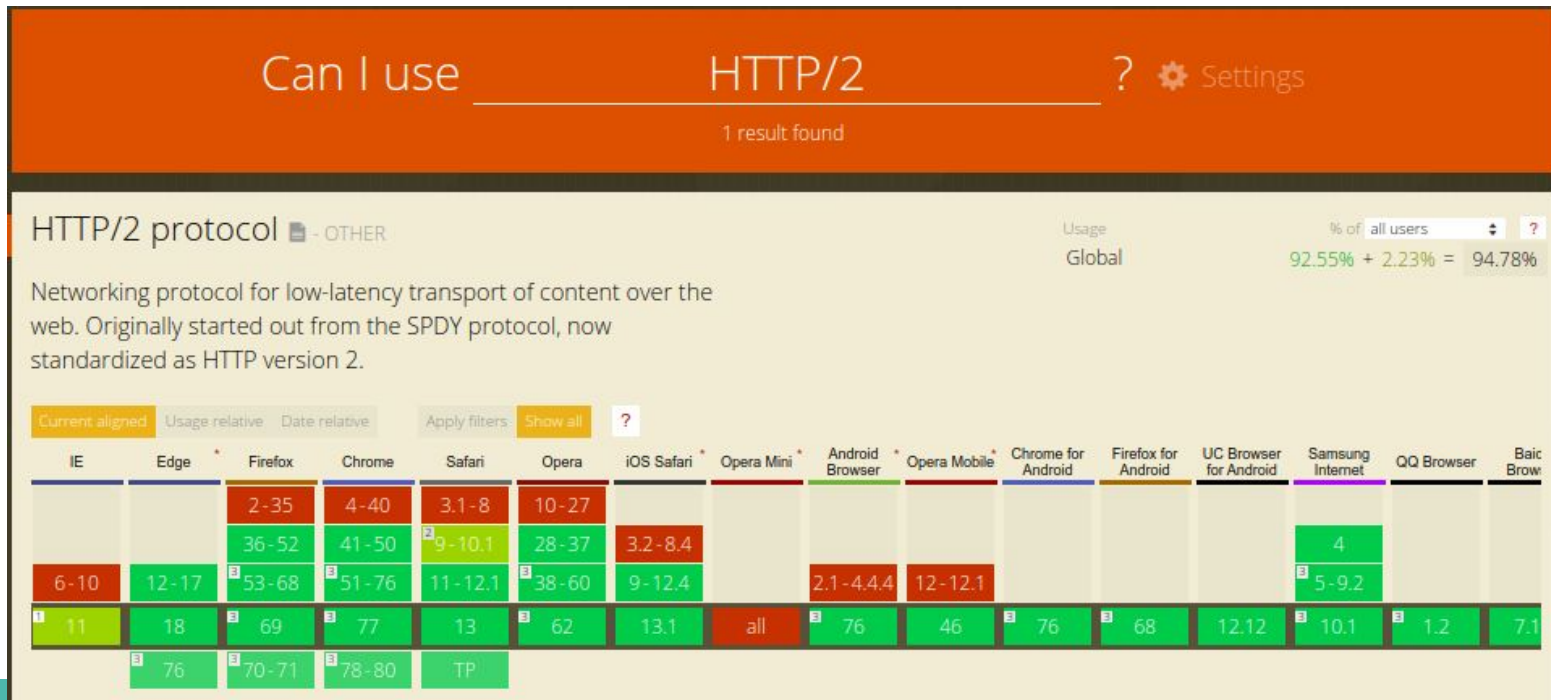 Can I use HTTP/2 ? Settings
1 result found
HTTP/2 protocol - OTHER
Usage % of all users ?
Global 92.55% + 2.23% = 94.78%
Networking protocol for low-latency transport of content over the
web. Originally started out from the SPDY protocol, now
standardized as HTTP version 2.
Current aligned Usage relative Date relative Apply filters Show all ?
IE Edge * Firefox Chrome Safari Opera iOS Safari * Opera Mini * Android Browser * Opera Mobile * Chrome for Android Firefox for Android UC Browser for Android Samsung Internet QQ Browser Baic Brow
2-35 4-40 3.1-8 10-27
36-52 41-50 2 9-10.1 28-37 3.2-8.4 4
6-10 12-17 3 53-68 3 51-76 11-12.1 3 38-60 9-12.4 2.1-4.4.4 12-12.1 3 5-9.2
1 11 18 3 69 3 77 13 3 62 13.1 all 3 76 46 3 76 3 68 12.12 3 10.1 3 1.2 7.1
3 76 3 70-71 3 78-80 TP